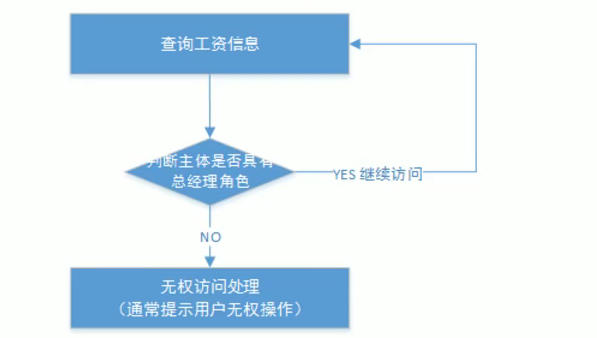 查询工资信息
判断主体是否具有
总经理角色
YES 继续访问
NO
无权访问处理
（通常提示用户无权操作）